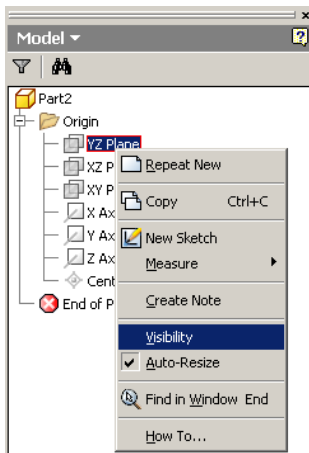 Model
Part2
Origin
YZ Plane
XZ P
XY P
X Ax
Y Ax
Z Ax
Cent
End of P
Repeat New
Copy Ctrl+C
New Sketch
Measure
Create Note
Visibility
Auto-Resize
Find in Window End
How To...